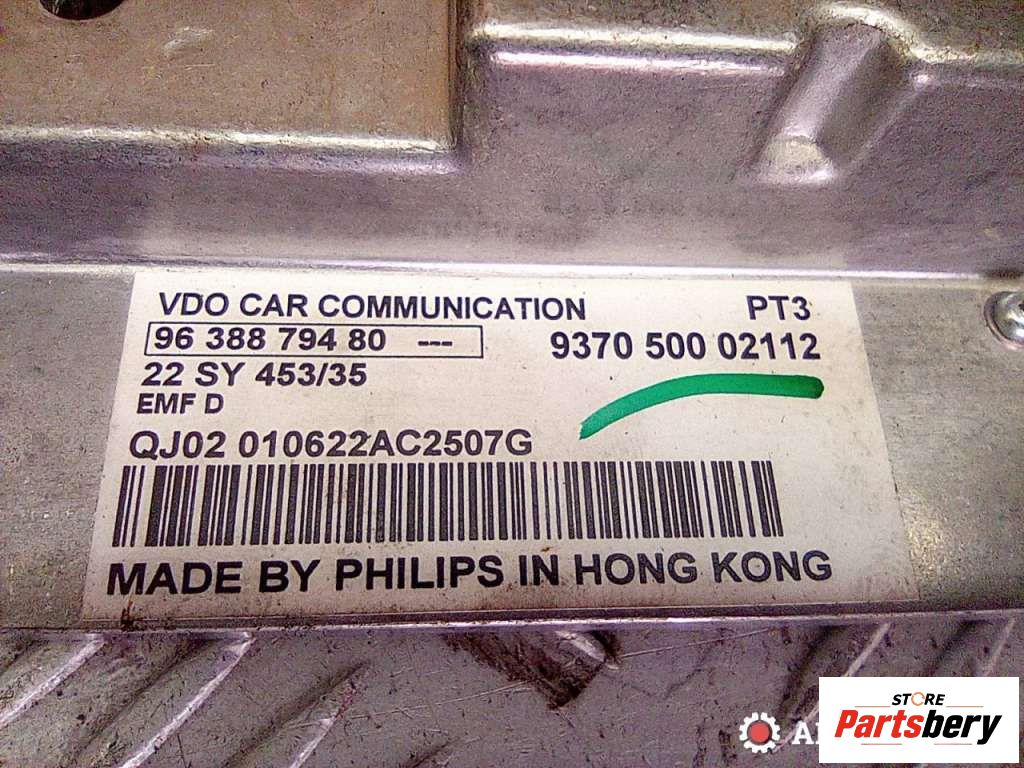 VDO CAR COMMUNICATION PT3
96 388 794 80 --- 9370 500 02112
22 SY 453/35
EMF D
QJ02 010622AC2507G
MADE BY PHILIPS IN HONG KONG
STORE
Partsbery